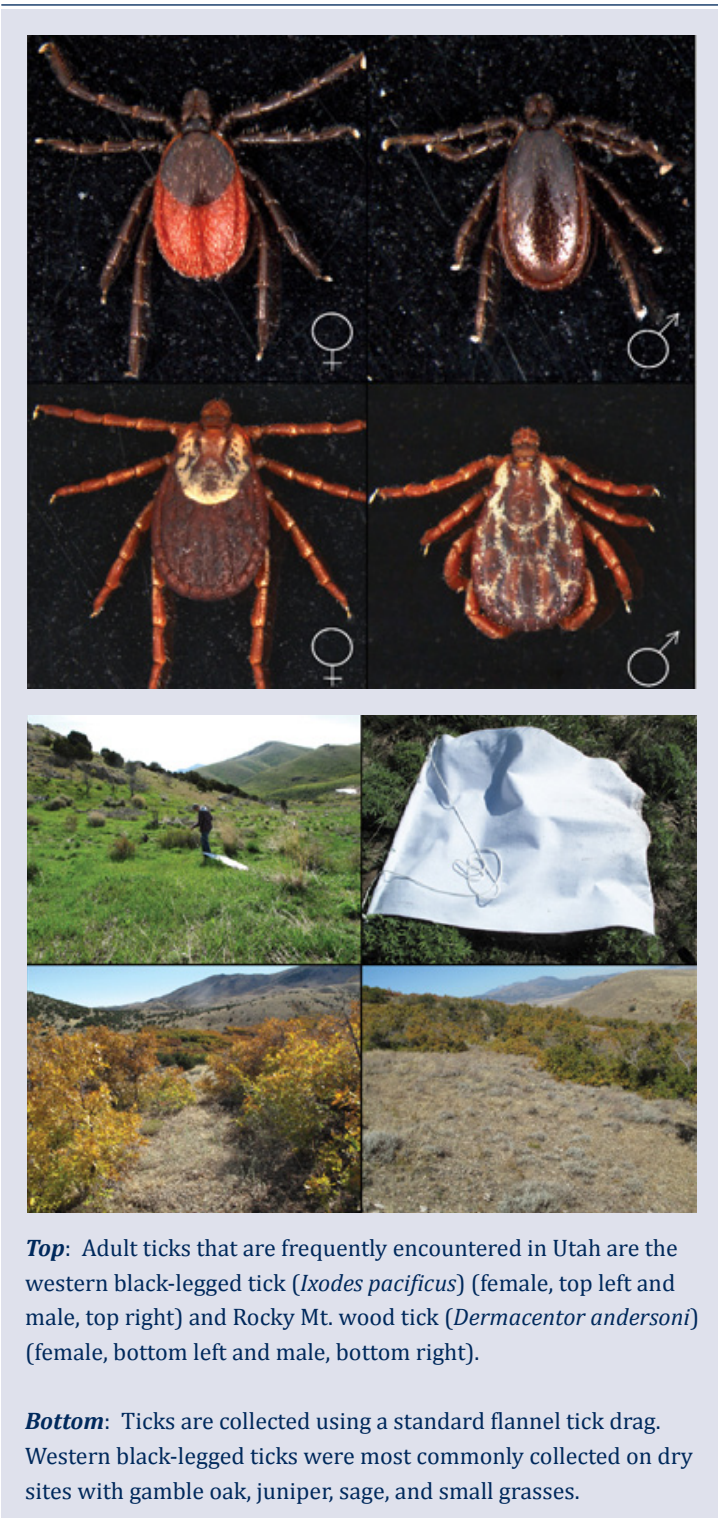 Top: Adult ticks that are frequently encountered in Utah are the
western black-legged tick (Ixodes pacificus) (female, top left and
male, top right) and Rocky Mt. wood tick (Dermacentor andersoni)
(female, bottom left and male, bottom right).
Bottom: Ticks are collected using a standard flannel tick drag.
Western black-legged ticks were most commonly collected on dry
sites with gamble oak, juniper, sage, and small grasses.